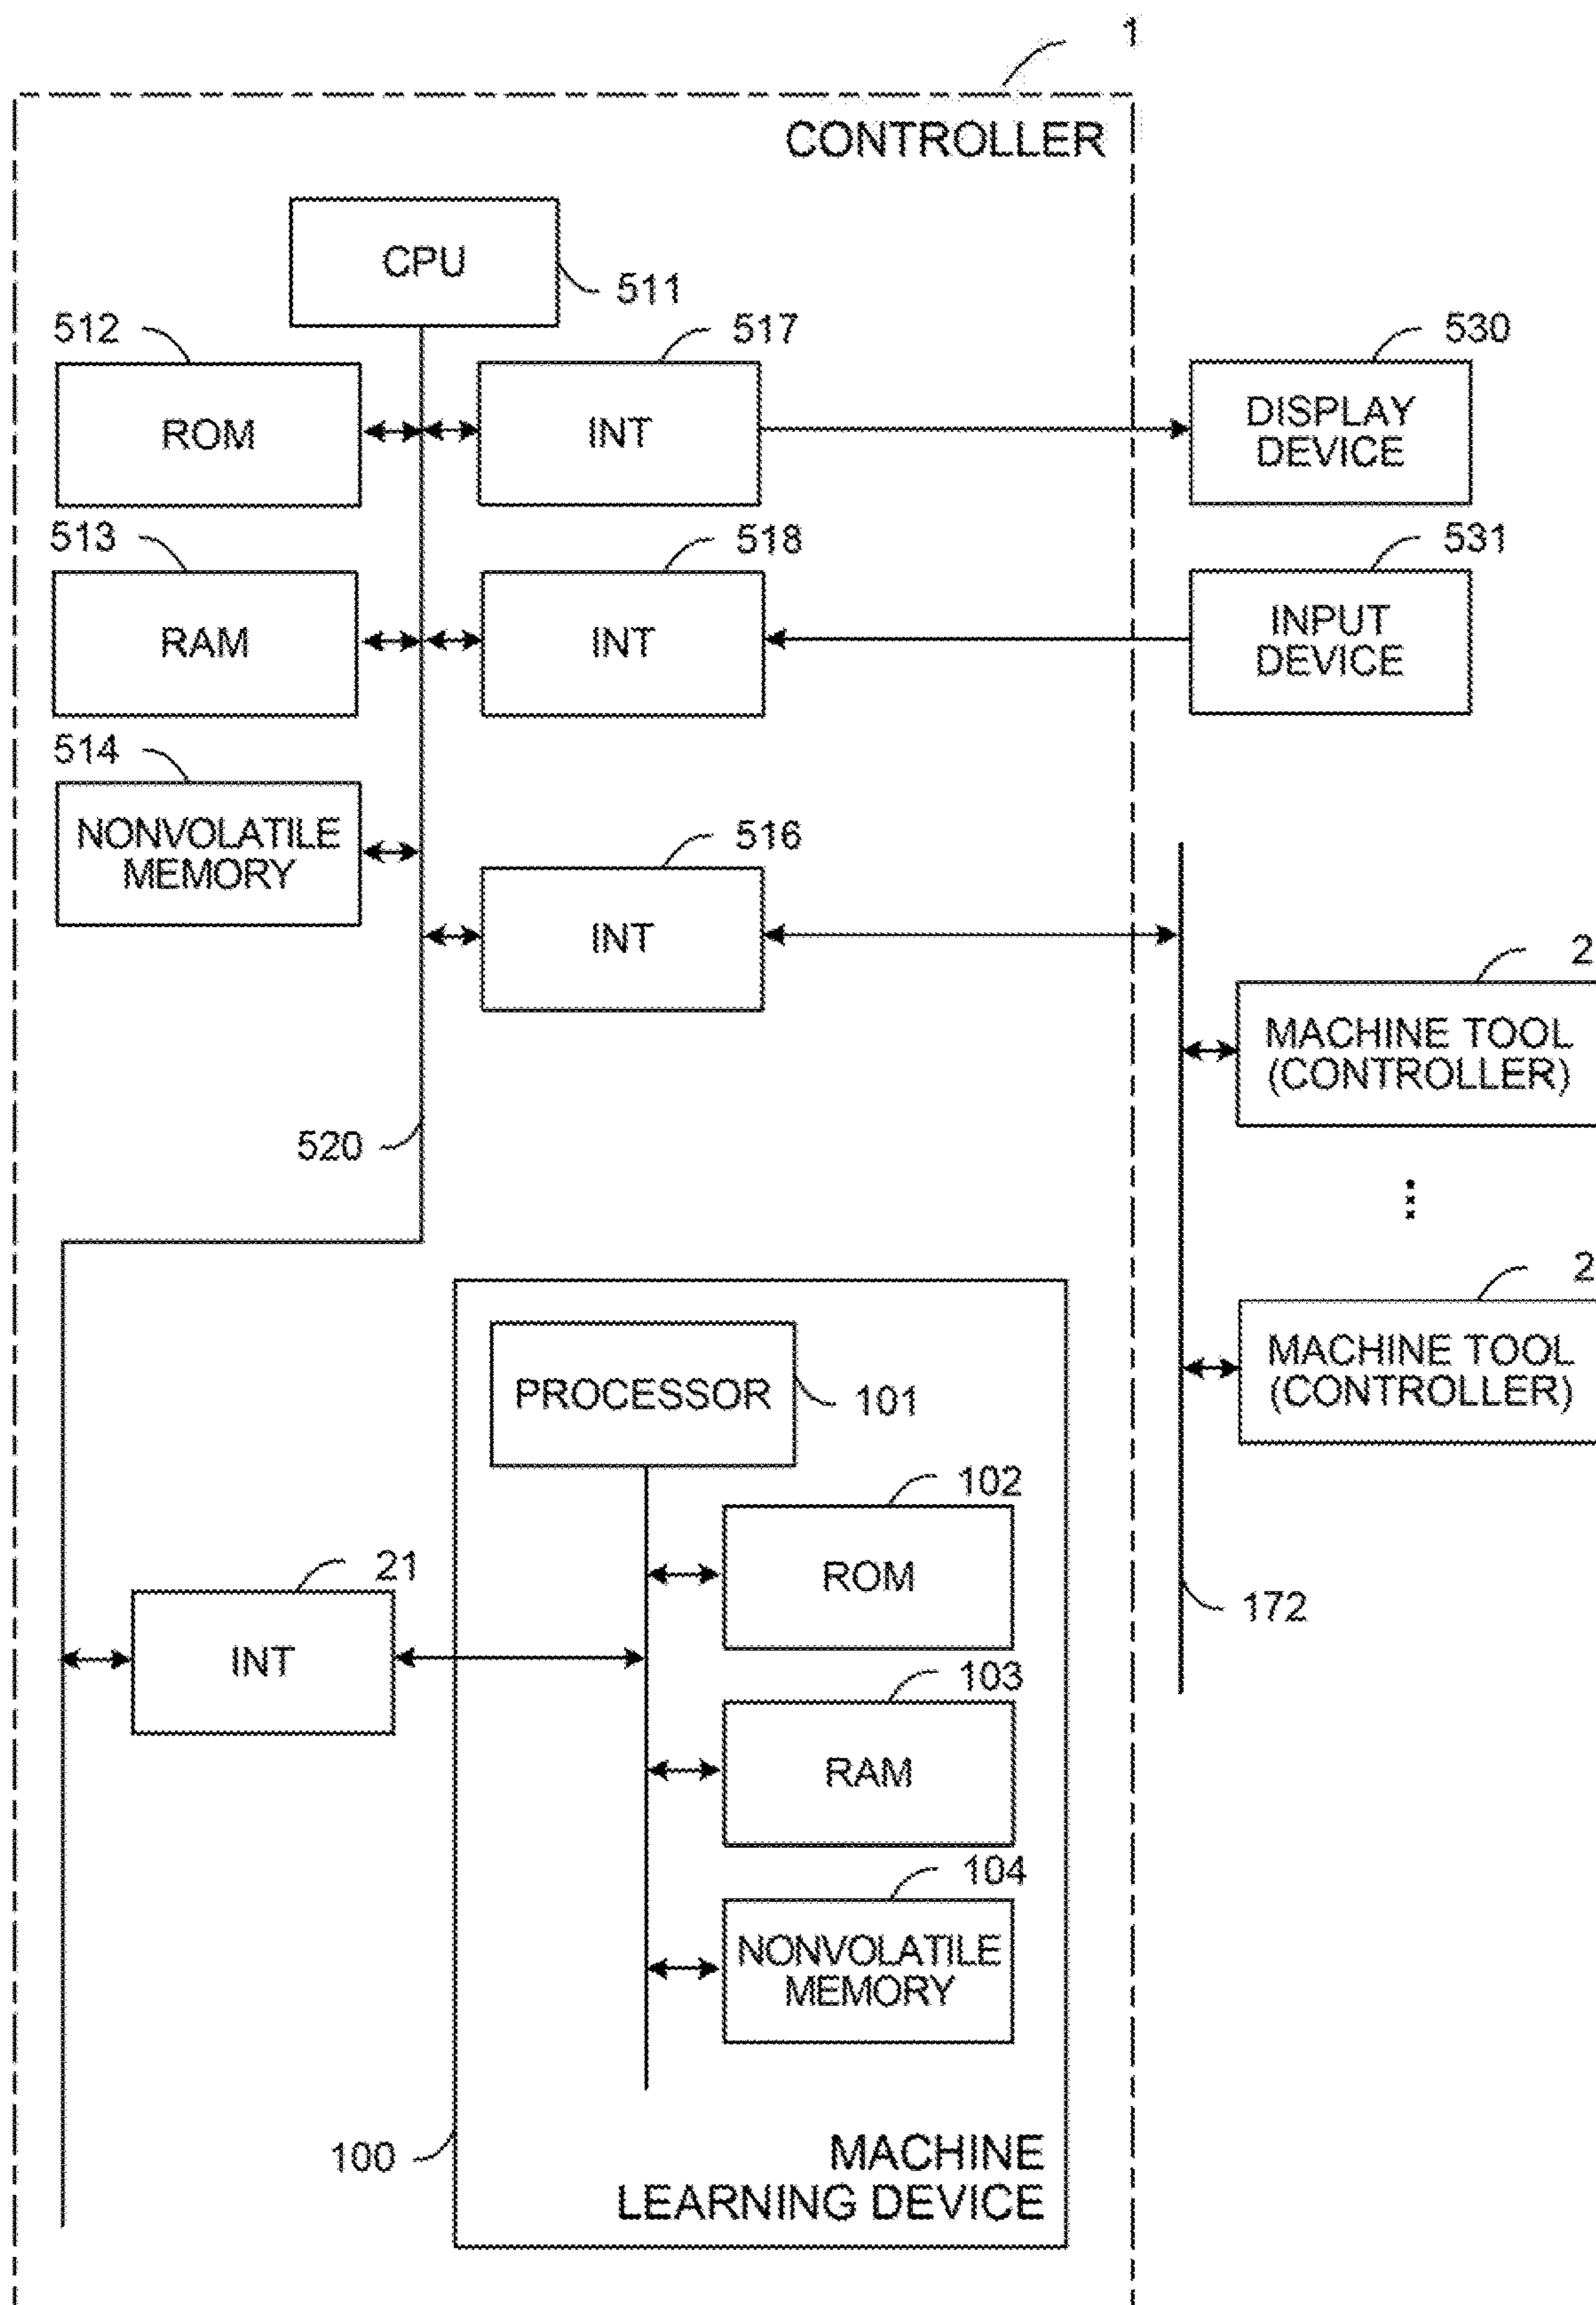 1
CONTROLLER
CPU
511
512
517
530
ROM
INT
DISPLAY
DEVICE
513
518
531
RAM
INT
INPUT
DEVICE
514
NONVOLATILE
MEMORY
516
INT
2
MACHINE TOOL
(CONTROLLER)
520
2
MACHINE TOOL
(CONTROLLER)
PROCESSOR
101
102
ROM
21
INT
172
103
RAM
104
NONVOLATILE
MEMORY
100
MACHINE
LEARNING DEVICE